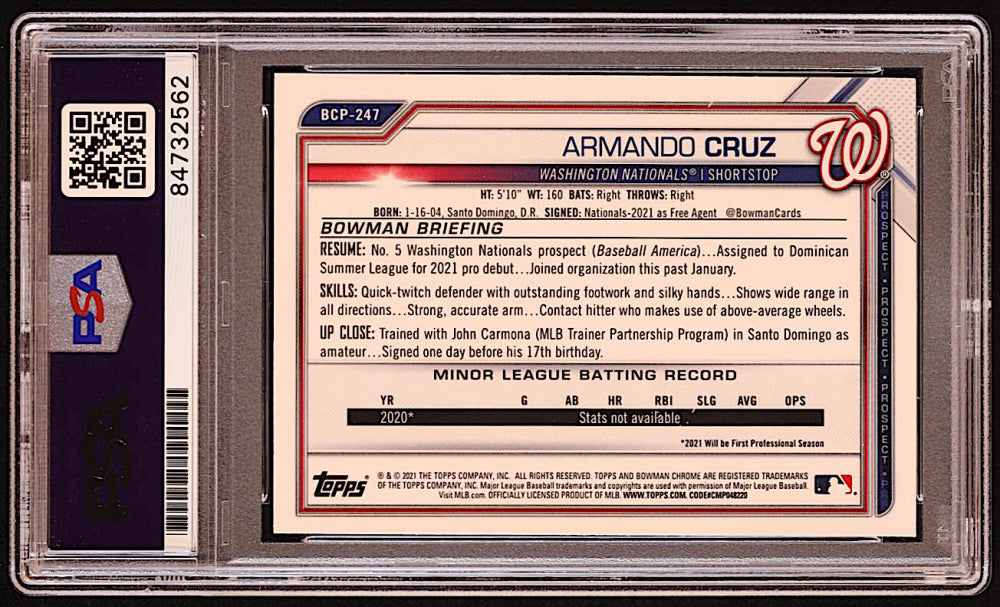 84732562
PSA
PSA
BCP-247
ARMANDO CRUZ
W
WASHINGTON NATIONALS® | SHORTSTOP
HT: 5'10" WT: 160 BATS: Right THROWS: Right
BORN: 1-16-04, Santo Domingo, D.R. SIGNED: Nationals-2021 as Free Agent @BowmanCards
BOWMAN BRIEFING
RESUME: No. 5 Washington Nationals prospect (Baseball America)...Assigned to Dominican
Summer League for 2021 pro debut...Joined organization this past January.
SKILLS: Quick-twitch defender with outstanding footwork and silky hands...Shows wide range in
all directions...Strong, accurate arm...Contact hitter who makes use of above-average wheels.
UP CLOSE: Trained with John Carmona (MLB Trainer Partnership Program) in Santo Domingo as
amateur...Signed one day before his 17th birthday.
MINOR LEAGUE BATTING RECORD
YR G AB HR RBI SLG AVG OPS
2020* Stats not available
*2021 Will be First Professional Season
Topps ® & © 2021 THE TOPPS COMPANY, INC. ALL RIGHTS RESERVED. TOPPS AND BOWMAN CHROME ARE REGISTERED TRADEMARKS
OF THE TOPPS COMPANY, INC. Major League Baseball trademarks and copyrights are used with permission of Major League Baseball.
Visit MLB.com. OFFICIALLY LICENSED PRODUCT OF MLB. WWW.TOPPS.COM. CODE#CMP048220
PROSPECT • PROSPECT • PROSPECT • PR